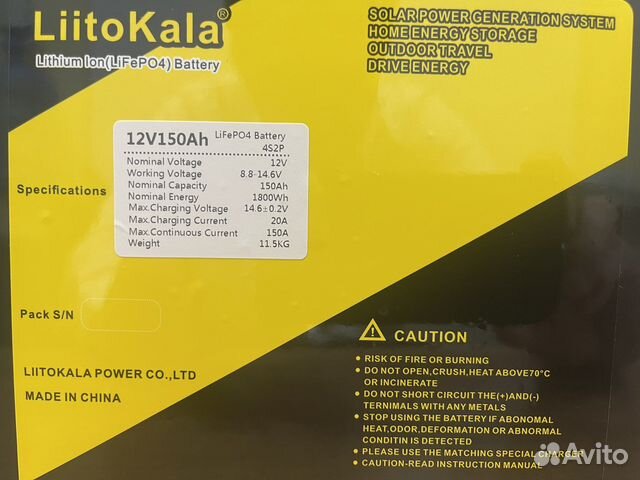 LiitoKala®
Lithium Ion(LiFePO4) Battery
SOLAR POWER GENERATION SYSTEM
HOME ENERGY STORAGE
OUTDOOR TRAVEL
DRIVE ENERGY
Specifications
12V150Ah LiFePO4 Battery
4S2P
Nominal Voltage 12V
Working Voltage 8.8-14.6V
Nominal Capacity 150Ah
Nominal Energy 1800Wh
Max.Charging Voltage 14.6±0.2V
Max.Charging Current 20A
Max.Continuous Current 150A
Weight 11.5KG
Pack S/N
LIITOKALA POWER CO.,LTD
MADE IN CHINA
CAUTION
● RISK OF FIRE OR BURNING
● DO NOT OPEN,CRUSH,HEAT ABOVE70°C
OR INCINERATE
● DO NOT SHORT CIRCUIT THE(+)AND(-)
TERNIMALS WITH ANY METALS
● STOP USING THE BATTERY IF ABONOMAL
HEAT,ODOR,DEFORMATION OR ABNORMAL
CONDITIN IS DETECTED
● PLEASE USE THE MATCHING SPECIAL CHARGER
● CAUTION-READ INSTRUCTION MANUAL
Avito